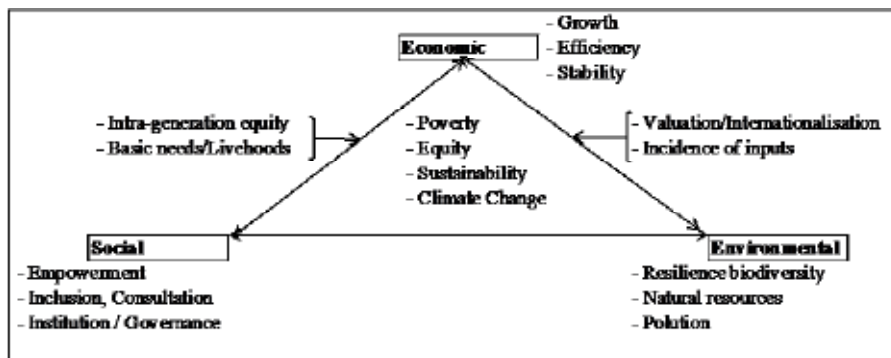 Economic
- Growth
- Efficiency
- Stability
- Intra-generation equity
- Basic needs/Livehoods
- Poverty
- Equity
- Sustainability
- Climate Change
- Valuation/Internationalisation
- Incidence of inputs
Social
- Empowerment
- Inclusion, Consultation
- Institution / Governance
Environmental
- Resilience biodiversity
- Natural resources
- Polution